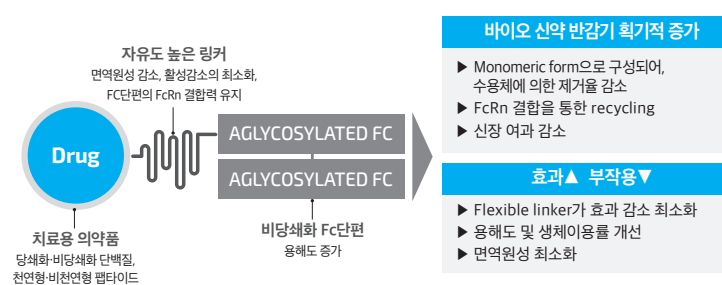 자유도 높은 링커
면역원성 감소, 활성감소의 최소화,
FC단편의 FcRn 결합력 유지
Drug
AGLYCOSYLATED FC
AGLYCOSYLATED FC
치료용 의약품
당쇄화·비당쇄화 단백질,
천연형·비천연형 펩타이드
비당쇄화 Fc단편
용해도 증가
바이오 신약 반감기 획기적 증가
▶ Monomeric form으로 구성되어,
수용체에 의한 제거율 감소
▶ FcRn 결합을 통한 recycling
▶ 신장 여과 감소
효과▲ 부작용▼
▶ Flexible linker가 효과 감소 최소화
▶ 용해도 및 생체이용률 개선
▶ 면역원성 최소화